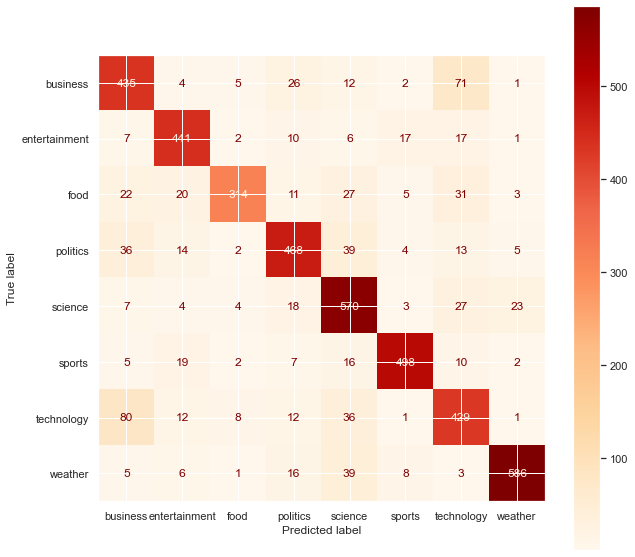 business 435 4 5 26 12 2 71 1
entertainment 7 441 2 10 6 17 17 1
food 22 20 314 11 27 5 31 3
politics 36 14 2 468 39 4 13 5
science 7 4 4 18 570 3 27 23
sports 5 19 2 7 16 498 10 2
technology 80 12 8 12 36 1 429 1
weather 5 6 1 16 39 8 3 586
business entertainment food politics science sports technology weather
Predicted label
True label
500
400
300
200
100